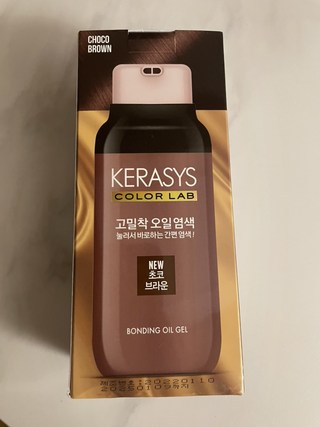 CHOCO
BROWN
KERASYS
COLOR LAB
고밀착 오일 염색
눌러서 바로하는 간편 염색!
NEW
초코
브라운
BONDING OIL GEL